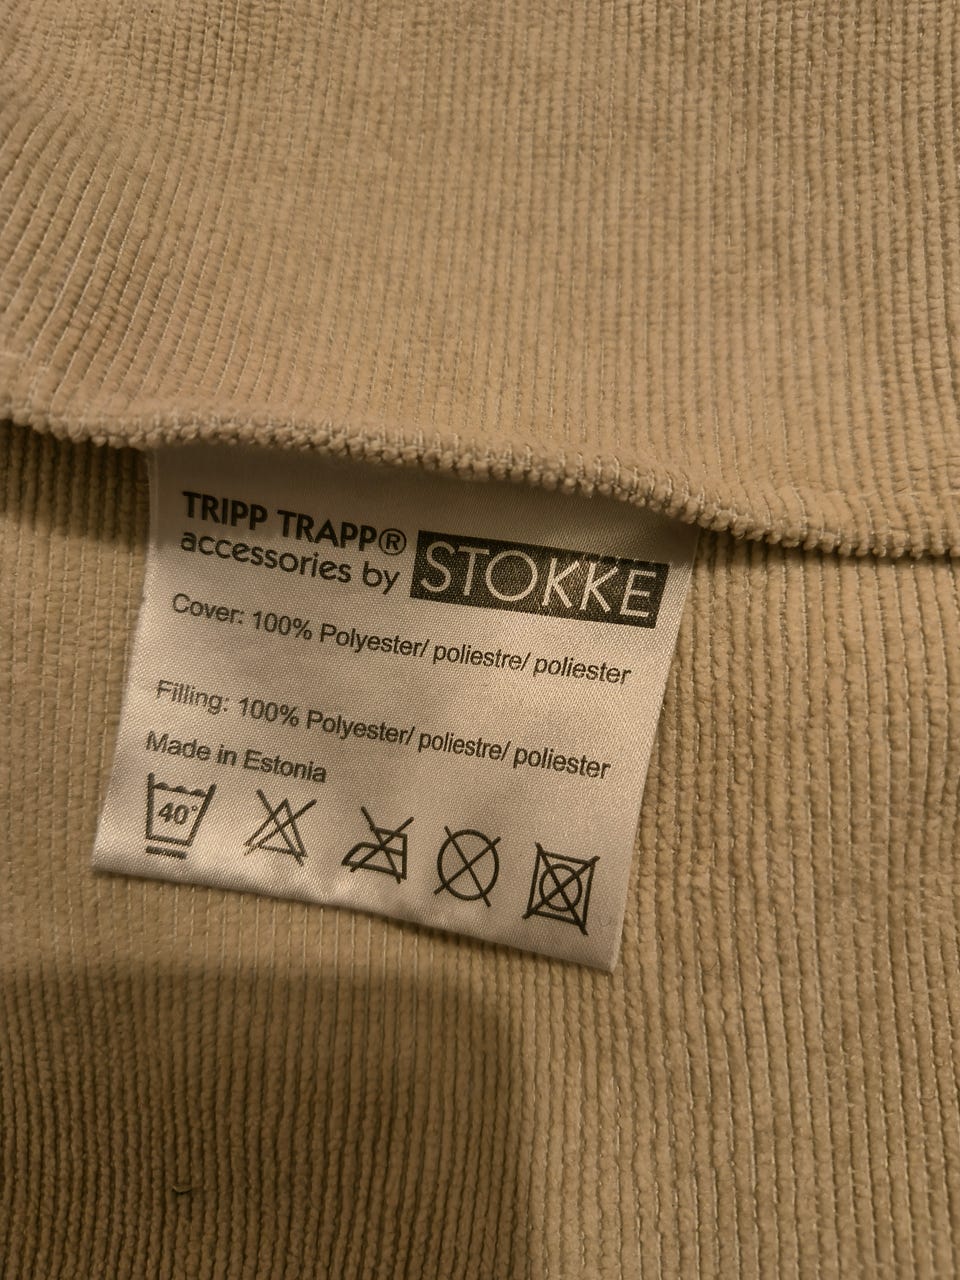 TRIPP TRAPP®
accessories by STOKKE
Cover: 100% Polyester/ poliestre/ poliester
Filling: 100% Polyester/ poliestre/ poliester
Made in Estonia
40°